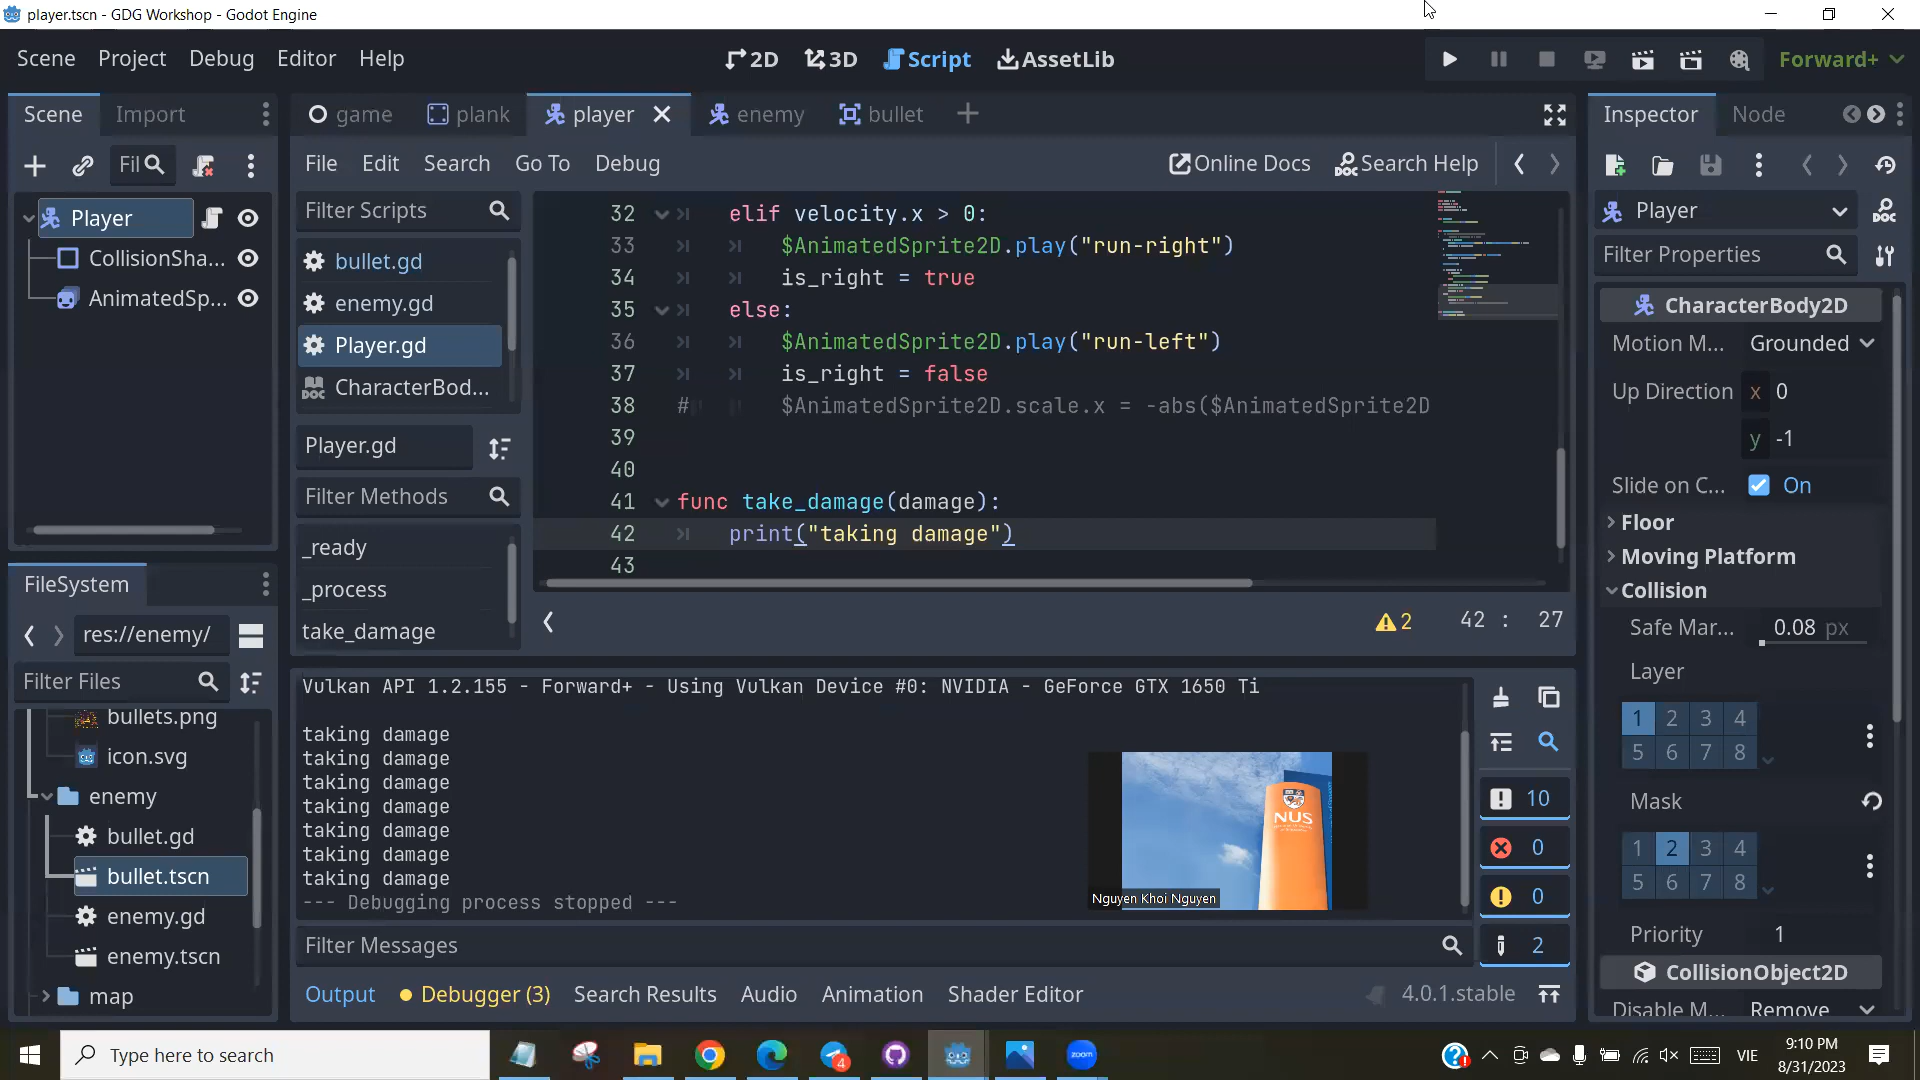 player.tscn - GDG Workshop - Godot Engine
Scene Project Debug Editor Help
2D 3D Script AssetLib
Forward+
Scene Import
game plank player enemy bullet
Inspector Node
Fil
File Edit Search Go To Debug
Online Docs Search Help
Player
CollisionSha...
AnimatedSp...
Filter Scripts
bullet.gd
enemy.gd
Player.gd
CharacterBod...
Player.gd
Filter Methods
_ready
_process
take_damage
32 elif velocity.x > 0:
33 $AnimatedSprite2D.play("run-right")
34 is_right = true
35 else:
36 $AnimatedSprite2D.play("run-left")
37 is_right = false
38 # $AnimatedSprite2D.scale.x = -abs($AnimatedSprite2D
39
40
41 func take_damage(damage):
42 print("taking damage")
43
2 42 : 27
Player
Filter Properties
CharacterBody2D
Motion M... Grounded
Up Direction x 0
y -1
Slide on C... On
Floor
Moving Platform
Collision
Safe Mar... 0.08 px
Layer
1 2 3 4
5 6 7 8
Mask
1 2 3 4
5 6 7 8
Priority 1
CollisionObject2D
Disable M... Remove
FileSystem
res://enemy/
Filter Files
bullets.png
icon.svg
enemy
bullet.gd
bullet.tscn
enemy.gd
enemy.tscn
map
Vulkan API 1.2.155 - Forward+ - Using Vulkan Device #0: NVIDIA - GeForce GTX 1650 Ti
taking damage
taking damage
taking damage
taking damage
taking damage
taking damage
taking damage
--- Debugging process stopped ---
NUS
Nguyen Khoi Nguyen
10
0
0
2
Filter Messages
Output Debugger (3) Search Results Audio Animation Shader Editor
4.0.1.stable
Type here to search
4
zoom
VIE
9:10 PM
8/31/2023